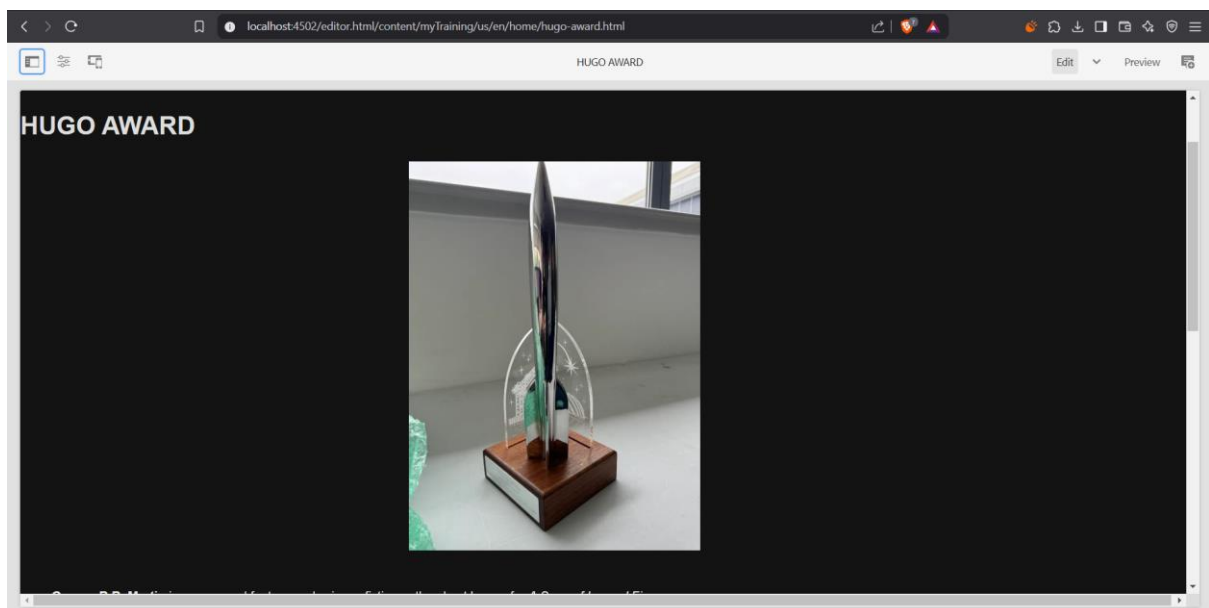 localhost:4502/editor.html/content/myTraining/us/en/home/hugo-award.html
HUGO AWARD
Edit
Preview
HUGO AWARD